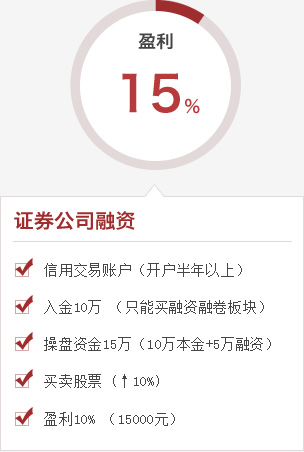 盈利
15%
证券公司融资
信用交易账户（开户半年以上）
入金10万 （只能买融资融卷板块）
操盘资金15万（10万本金+5万融资）
买卖股票（↑10%）
盈利10% （15000元）